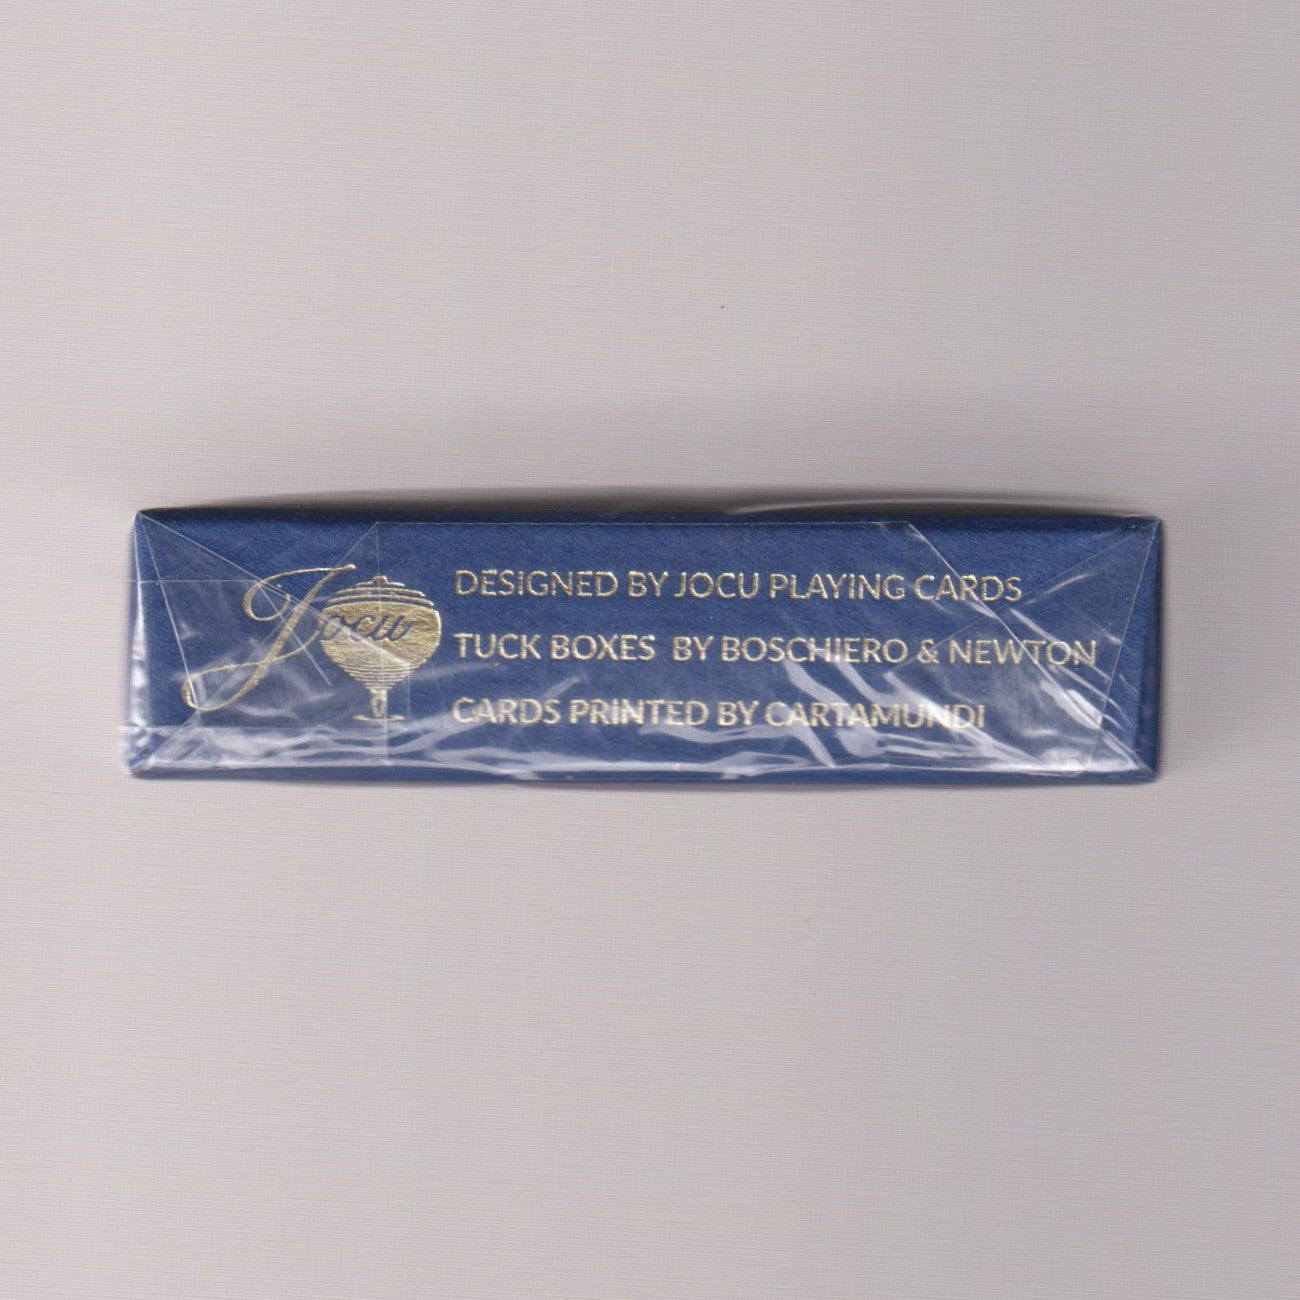 Jocu
DESIGNED BY JOCU PLAYING CARDS
TUCK BOXES BY BOSCHIERO & NEWTON
CARDS PRINTED BY CARTAMUNDI